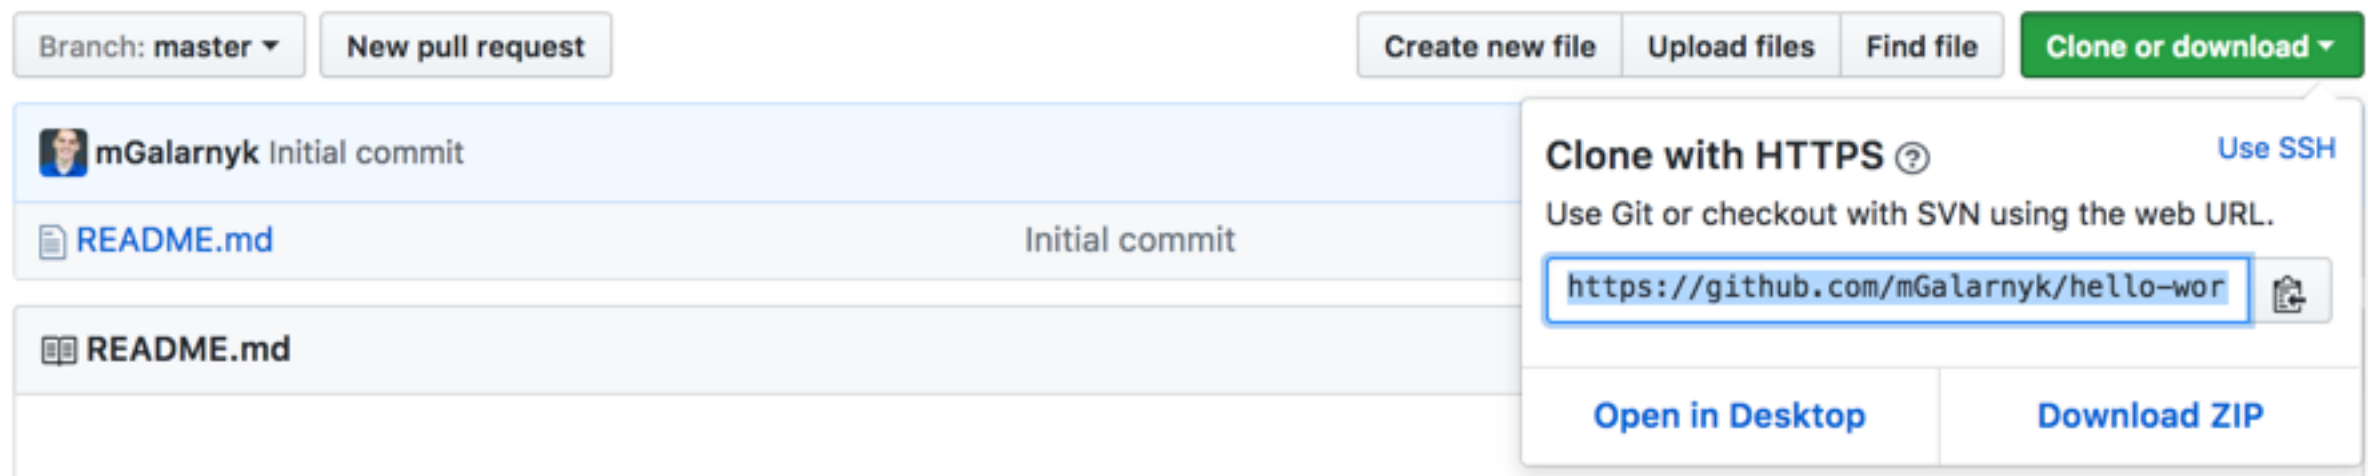 Branch: master New pull request Create new file Upload files Find file Clone or download
mGalarnyk Initial commit
README.md Initial commit
README.md
Clone with HTTPS ? Use SSH
Use Git or checkout with SVN using the web URL.
https://github.com/mGalarnyk/hello-wor
Open in Desktop Download ZIP